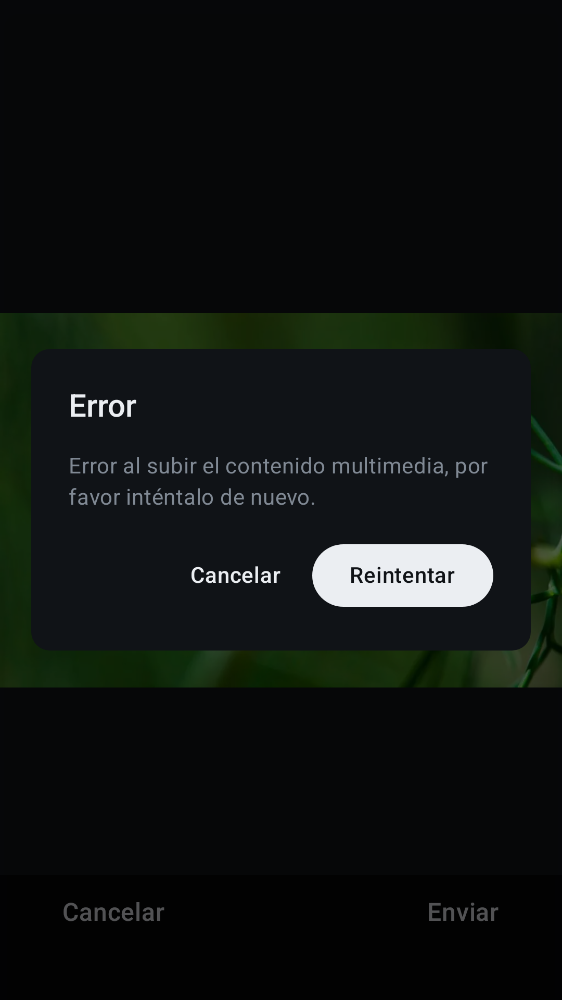 Error
Error al subir el contenido multimedia, por
favor inténtalo de nuevo.
Cancelar
Reintentar
Cancelar
Enviar